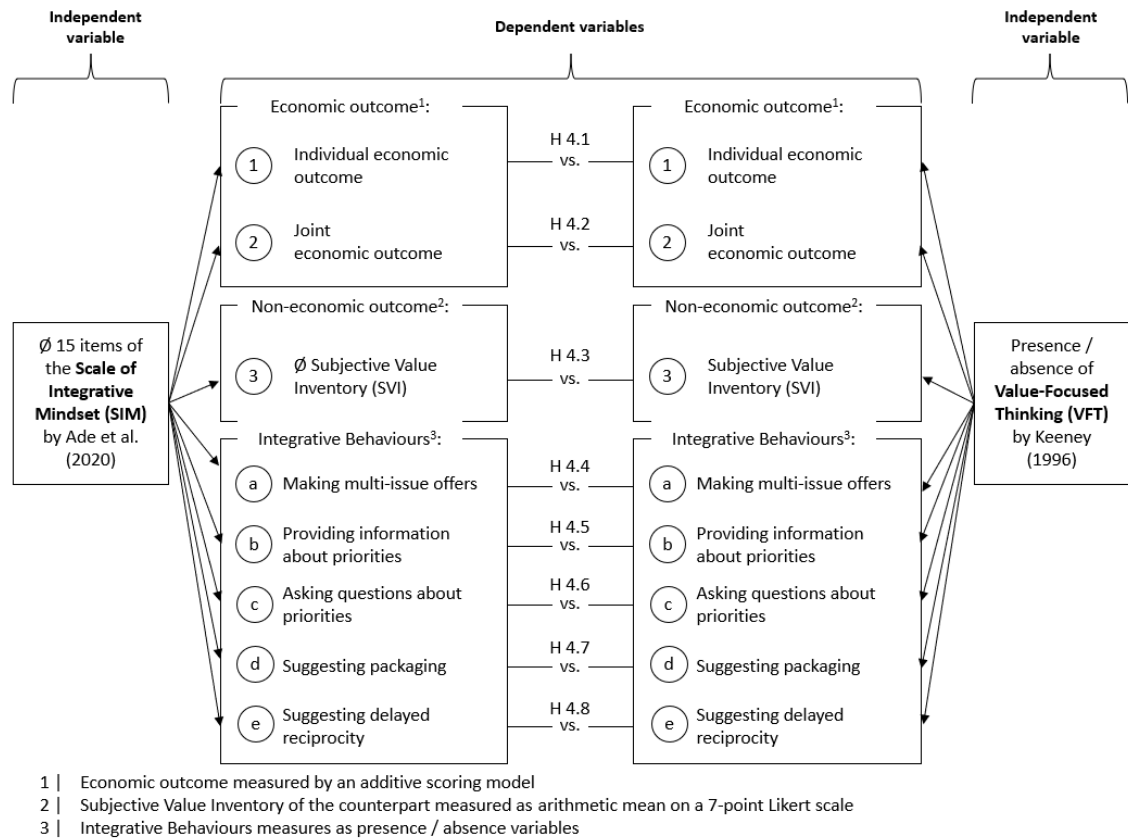 Independent
variable
Dependent variables
Independent
variable
Economic outcome1:
1 Individual economic
outcome
2 Joint
economic outcome
H 4.1
vs.
H 4.2
vs.
Economic outcome1:
1 Individual economic
outcome
2 Joint
economic outcome
Non-economic outcome2:
3 Ø Subjective Value
Inventory (SVI)
H 4.3
vs.
Non-economic outcome2:
3 Subjective Value
Inventory (SVI)
Ø 15 items of
the Scale of
Integrative
Mindset (SIM)
by Ade et al.
(2020)
Presence /
absence of
Value-Focused
Thinking (VFT)
by Keeney
(1996)
Integrative Behaviours3:
a Making multi-issue offers
b Providing information
about priorities
c Asking questions about
priorities
d Suggesting packaging
e Suggesting delayed
reciprocity
H 4.4
vs.
H 4.5
vs.
H 4.6
vs.
H 4.7
vs.
H 4.8
vs.
Integrative Behaviours3:
a Making multi-issue offers
b Providing information
about priorities
c Asking questions about
priorities
d Suggesting packaging
e Suggesting delayed
reciprocity
1 | Economic outcome measured by an additive scoring model
2 | Subjective Value Inventory of the counterpart measured as arithmetic mean on a 7-point Likert scale
3 | Integrative Behaviours measures as presence / absence variables